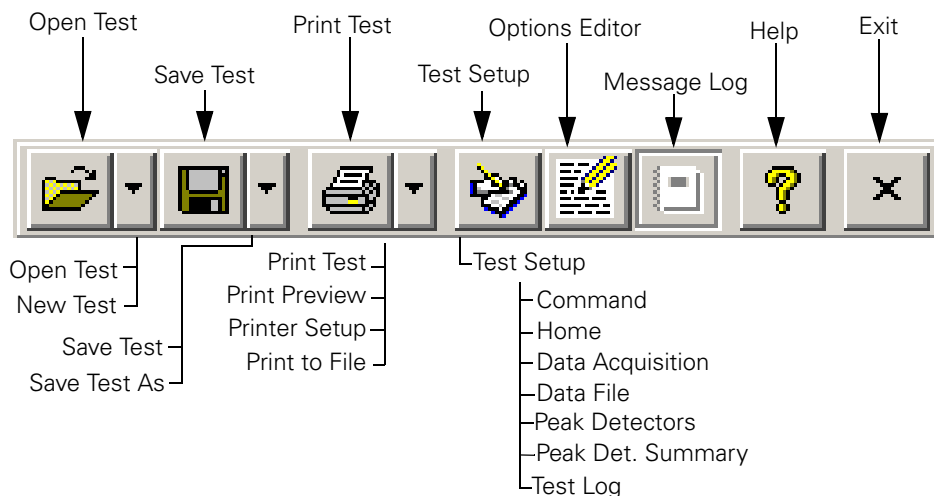 Open Test
Print Test
Options Editor
Help
Exit
Save Test
Test Setup
Message Log
Open Test
New Test
Save Test
Save Test As
Print Test
Print Preview
Printer Setup
Print to File
Test Setup
Command
Home
Data Acquisition
Data File
Peak Detectors
Peak Det. Summary
Test Log